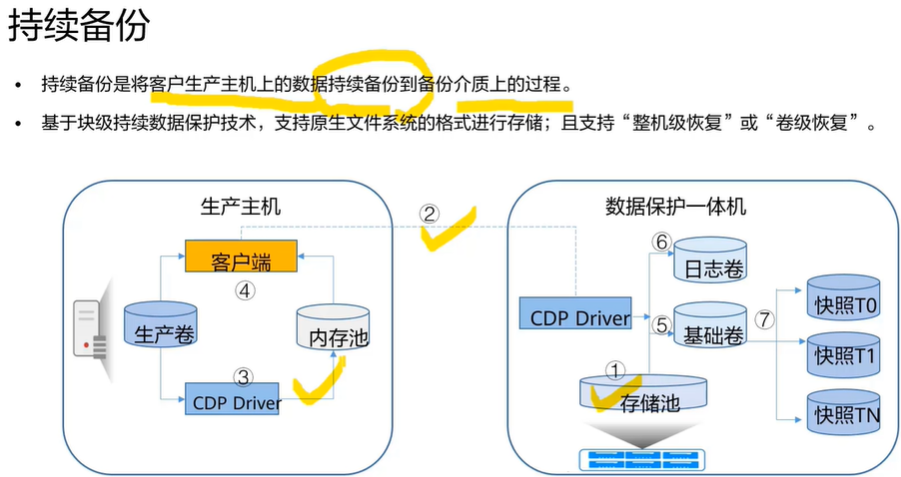 持续备份
• 持续备份是将客户生产主机上的数据持续备份到备份介质上的过程。
• 基于块级持续数据保护技术，支持原生文件系统的格式进行存储；且支持“整机级恢复”或“卷级恢复”。
生产主机
②
数据保护一体机
客户端
④
生产卷
内存池
③
CDP Driver
⑥
日志卷
CDP Driver
⑤
基础卷
⑦
快照T0
快照T1
快照TN
①
存储池